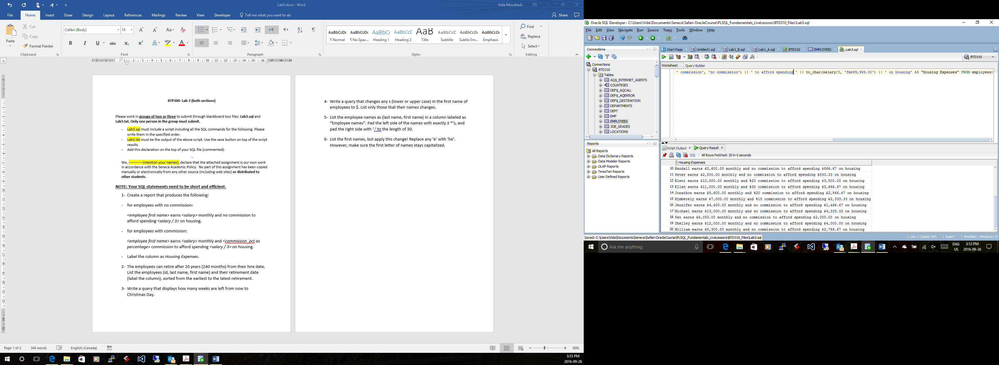 Lab3.docx - Word
Vida Movahedi
File Home Insert Draw Design Layout References Mailings Review View Developer Tell me what you want to do Share
Paste
Cut
Copy
Format Painter
Clipboard
Calibri (Body) 14
Font
Paragraph
AaBbCcDc AaBbCcDc AaBbCc AaBbCcE AaB AaBbCcD AaBbCcDc AaBbCcDc
¶ Normal ¶ No Spac... Heading 1 Heading 2 Title Subtitle Subtle Em... Emphasis
Styles
Find
Replace
Select
Editing
BTP300- Lab 3 (both sections)
Please work in groups of two or three to submit through blackboard two files: Lab3.sql and
Lab3.txt. Only one person in the group must submit.
- Lab3.sql must include a script including all the SQL commands for the following. Please
write them in the specified order.
- Lab3.txt must be the output of the above script. Use the save button on top of the script
results.
- Add this declaration on the top of your SQL file (commented).
-
We, ------------(mention your names), declare that the attached assignment is our own work
in accordance with the Seneca Academic Policy. No part of this assignment has been copied
manually or electronically from any other source (including web sites) or distributed to
other students.
NOTE: Your SQL statements need to be short and efficient.
1- Create a report that produces the following:
- for employees with no commission:
<employee first name> earns <salary> monthly and no commission to
afford spending <salary / 3> on housing.
- for employees with commission:
<employee first name> earns <salary> monthly and <commission_pct as
percentage> commission to afford spending <salary / 3> on housing.
- Label the column as Housing Expenses.
2- The employees can retire after 20 years (240 months) from their hire date.
List the employees (id, last name, first name) and their retirement date
(label the column), sorted from the earliest to the latest retirement.
3- Write a query that displays how many weeks are left from now to
Christmas Day.
4- Write a query that changes any s (lower or upper case) in the first name of
employees to $. List only those that their names changes.
5- List the employee names as (last name, first name) in a column labeled as
“Employee names”. Pad the left side of the names with exactly 3 *’s, and
pad the right side with ‘-‘ to the length of 30.
6- List the first names, but apply this change! Replace any ‘e’ with ‘he’.
However, make sure the first letter of names stays capitalized.
Page 1 of 2 344 words English (Canada) 80%
3:53 PM
2016-09-26
Oracle SQL Developer : C:\Users\Vida\Documents\Seneca\Safari-OracleCourse\PLSQL_Fundamentals_LiveLessons\BTD310_Files\Lab3.sql
File Edit View Navigate Run Source Team Tools Window Help
Connections
Connections
BTD310
Tables
AQ$_INTERNET_AGENTS
COUNTRIES
DEF$_AQCALL
DEF$_AQERROR
DEF$_DESTINATION
DEPARTMENTS
DEPT
EMP
EMPLOYEES
JOB_GRADES
LOCATIONS
Reports
All Reports
Data Dictionary Reports
Data Modeler Reports
OLAP Reports
TimesTen Reports
User Defined Reports
Start Page Untitled1.sql Lab1_B.sql Lab1_A.sql BTD310 EMPLOYEES Lab3.sql
BTD310
Worksheet Query Builder
' commission', 'no commission') || ' to afford spending ' || to_char(salary/3, 'fm$99,999.00') || ' on housing' AS "Housing Expenses" FROM employees;
Script Output x Query Result x
SQL | All Rows Fetched: 20 in 0 seconds
Housing Expenses
10 Randall earns $2,600.00 monthly and no commission to afford spending $866.67 on housing
11 Peter earns $2,500.00 monthly and no commission to afford spending $833.33 on housing
12 Eleni earns $10,500.00 monthly and %20 commission to afford spending $3,500.00 on housing
13 Ellen earns $11,000.00 monthly and %30 commission to afford spending $3,666.67 on housing
14 Jonathon earns $8,600.00 monthly and %20 commission to afford spending $2,866.67 on housing
15 Kimberely earns $7,000.00 monthly and %15 commission to afford spending $2,333.33 on housing
16 Jennifer earns $4,400.00 monthly and no commission to afford spending $1,466.67 on housing
17 Michael earns $13,000.00 monthly and no commission to afford spending $4,333.33 on housing
18 Pat earns $6,000.00 monthly and no commission to afford spending $2,000.00 on housing
19 Shelley earns $12,000.00 monthly and no commission to afford spending $4,000.00 on housing
20 William earns $8,300.00 monthly and no commission to afford spending $2,766.67 on housing
Saved: C:\Users\Vida\Documents\Seneca\Safari-OracleCourse\PLSQL_Fundamentals_LiveLessons\BTD310_Files\Lab3.sql
| Line 1 Column 205 | Insert | Modified | Windows:
Ask me anything
ENG
US
3:53 PM
2016-09-26